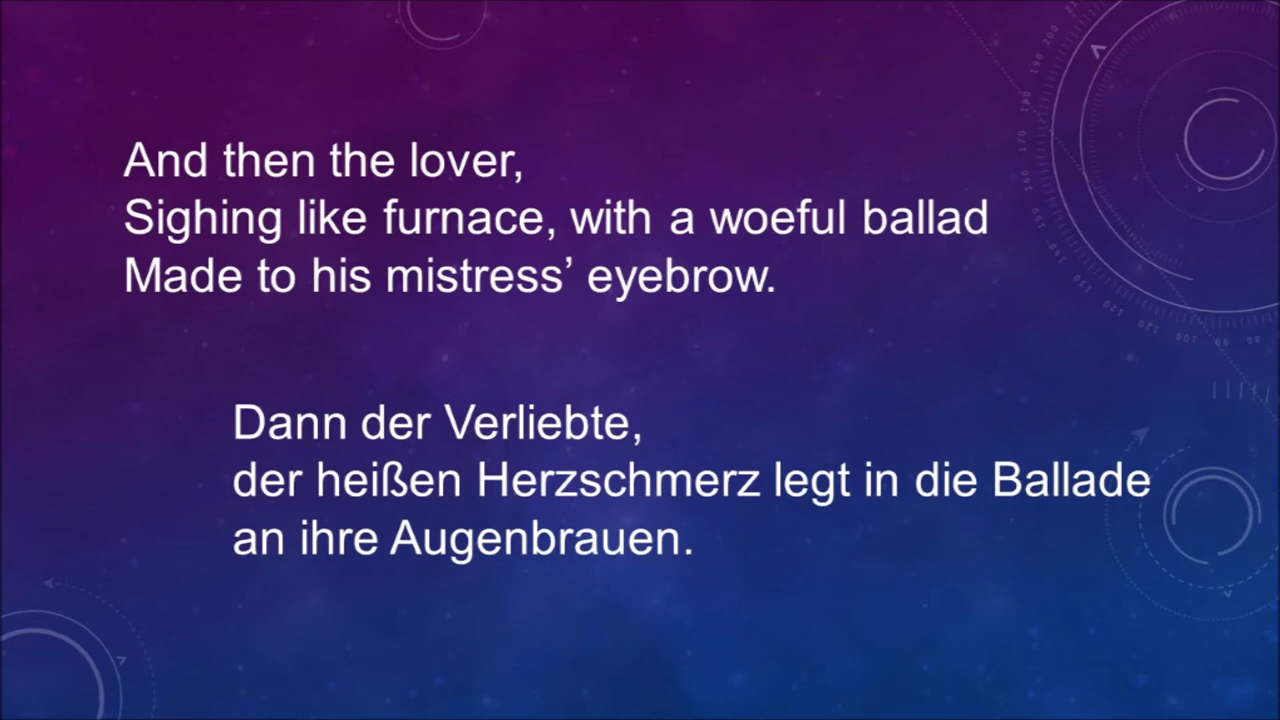 And then the lover,
Sighing like furnace, with a woeful ballad
Made to his mistress’ eyebrow.
Dann der Verliebte,
der heißen Herzschmerz legt in die Ballade
an ihre Augenbrauen.